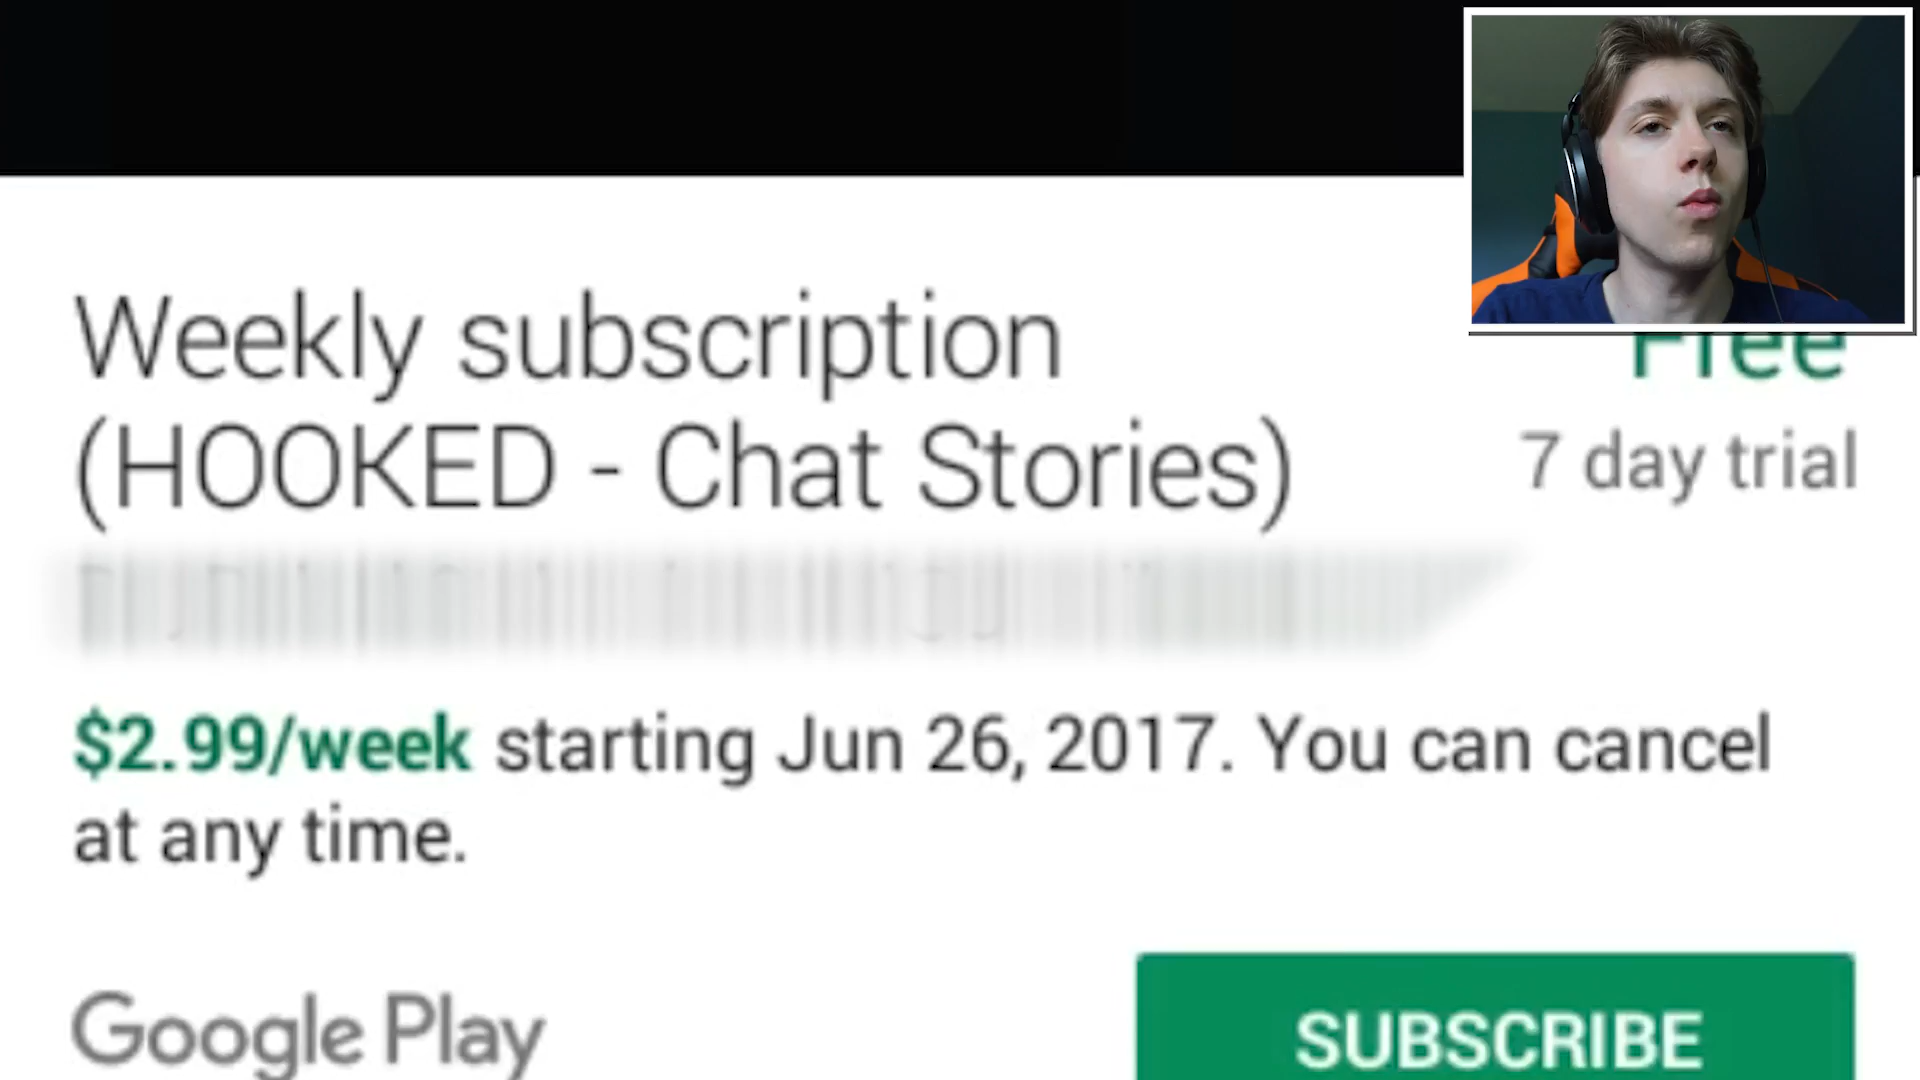 Weekly subscription
Free
(HOOKED - Chat Stories)
7 day trial
$2.99/week starting Jun 26, 2017. You can cancel
at any time.
Google Play
SUBSCRIBE